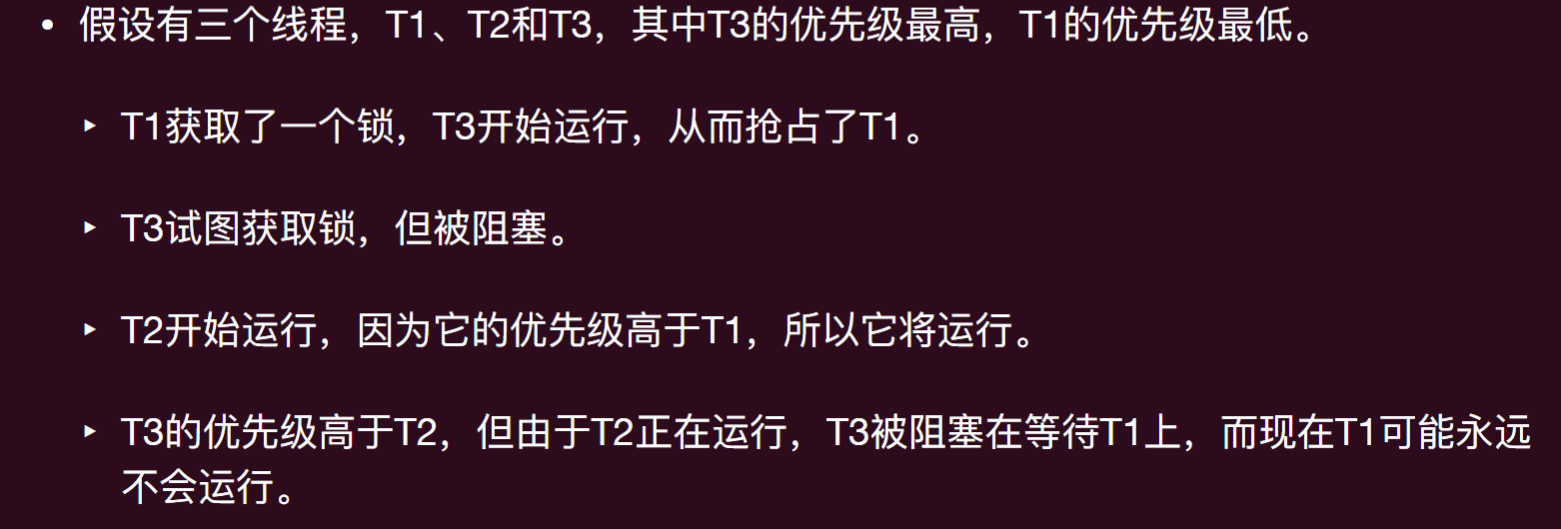 • 假设有三个线程，T1、T2和T3，其中T3的优先级最高，T1的优先级最低。
‣ T1获取了一个锁，T3开始运行，从而抢占了T1。
‣ T3试图获取锁，但被阻塞。
‣ T2开始运行，因为它的优先级高于T1，所以它将运行。
‣ T3的优先级高于T2，但由于T2正在运行，T3被阻塞在等待T1上，而现在T1可能永远
不会运行。